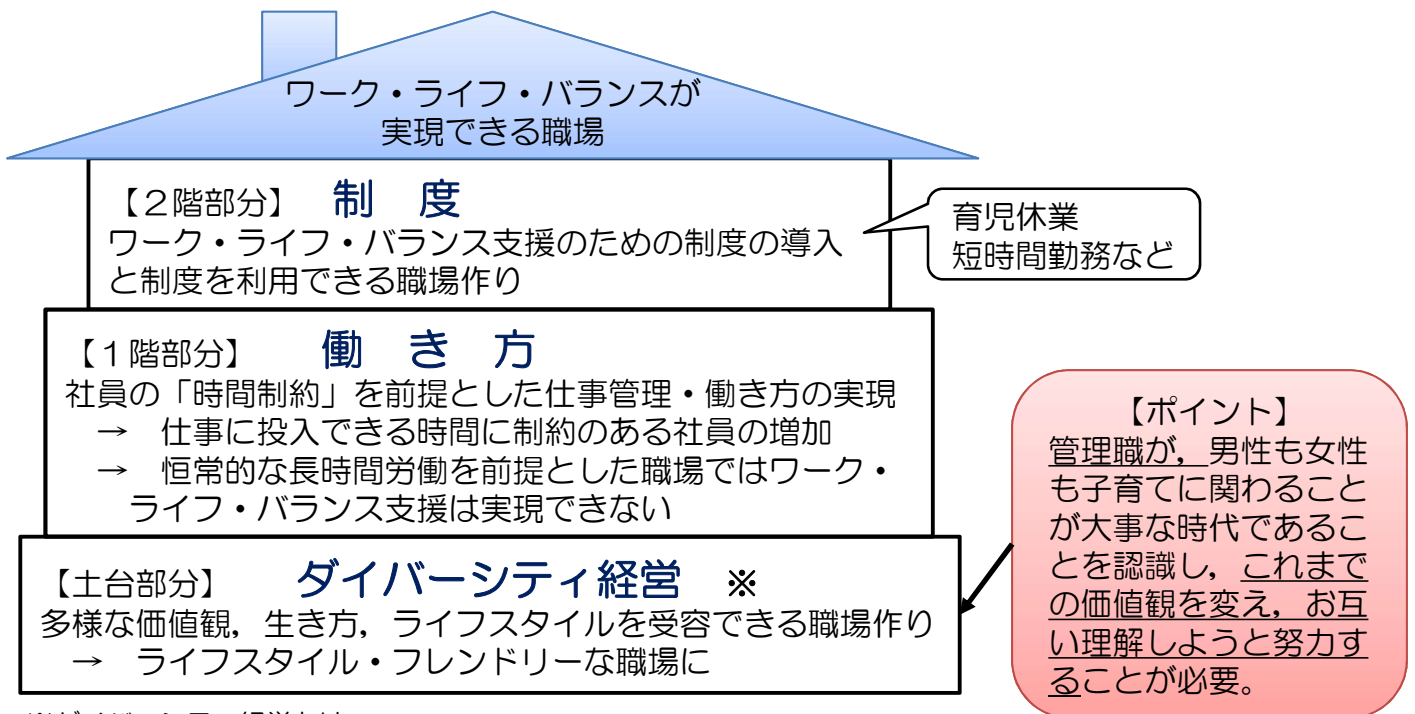 ワーク・ライフ・バランスが
実現できる職場
【２階部分】　制　度
ワーク・ライフ・バランス支援のための制度の導入
と制度を利用できる職場作り
育児休業
短時間勤務など
【１階部分】　働　き　方
社員の「時間制約」を前提とした仕事管理・働き方の実現
→　仕事に投入できる時間に制約のある社員の増加
→　恒常的な長時間労働を前提とした職場ではワーク・
ライフ・バランス支援は実現できない
【土台部分】　ダイバーシティ経営　※
多様な価値観，生き方，ライフスタイルを受容できる職場作り
→　ライフスタイル・フレンドリーな職場に
【ポイント】
管理職が，男性も女性
も子育てに関わること
が大事な時代であるこ
とを認識し，これまで
の価値観を変え，お互
い理解しようと努力す
ることが必要。